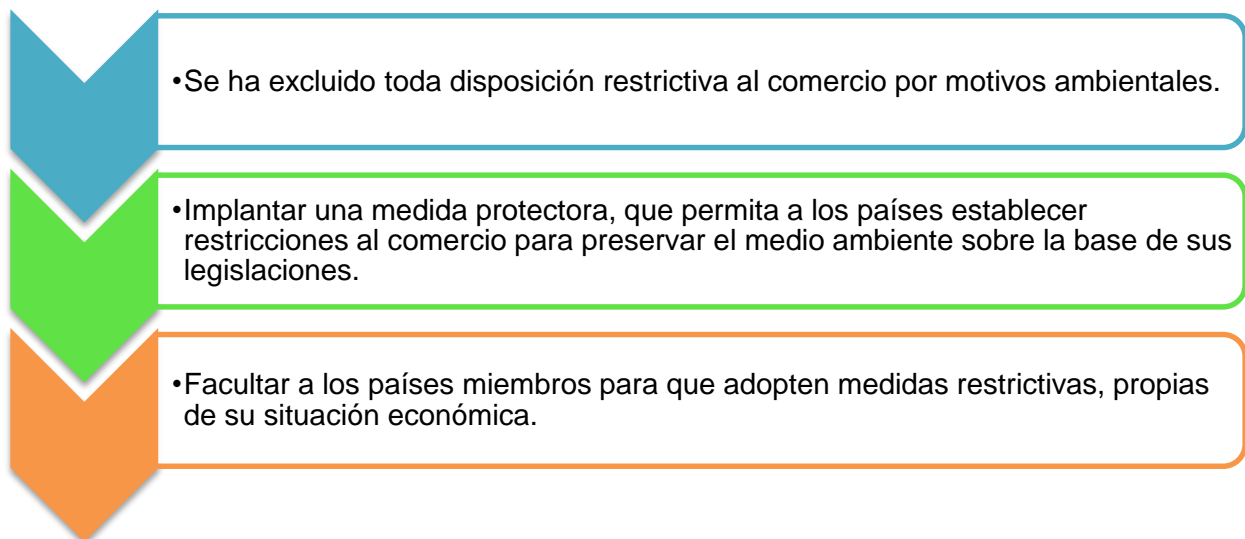 •Se ha excluido toda disposición restrictiva al comercio por motivos ambientales.
•Implantar una medida protectora, que permita a los países establecer
restricciones al comercio para preservar el medio ambiente sobre la base de sus
legislaciones.
•Facultar a los países miembros para que adopten medidas restrictivas, propias
de su situación económica.